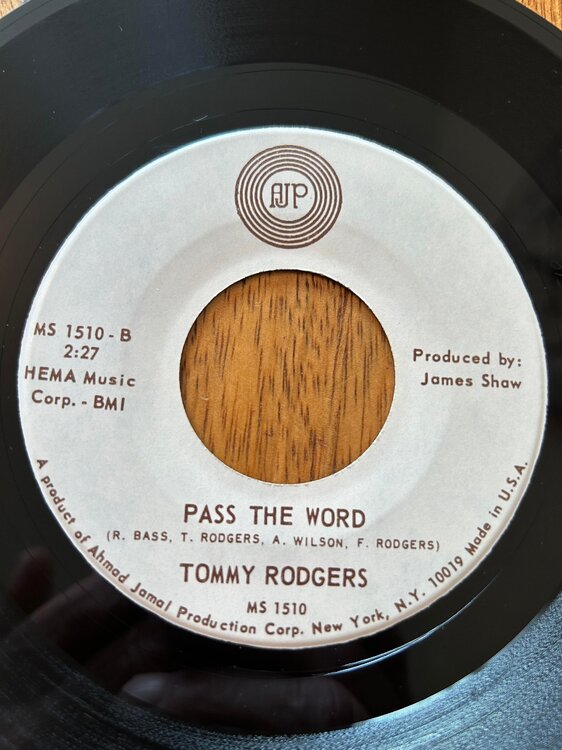 AJP
MS 1510 - B
2:27
HEMA Music
Corp. - BMI
Produced by:
James Shaw
PASS THE WORD
(R. BASS, T. RODGERS, A. WILSON, F. RODGERS)
TOMMY RODGERS
MS 1510
A product of Ahmad Jamal Production Corp. New York, N.Y. 10019 Made in U.S.A.